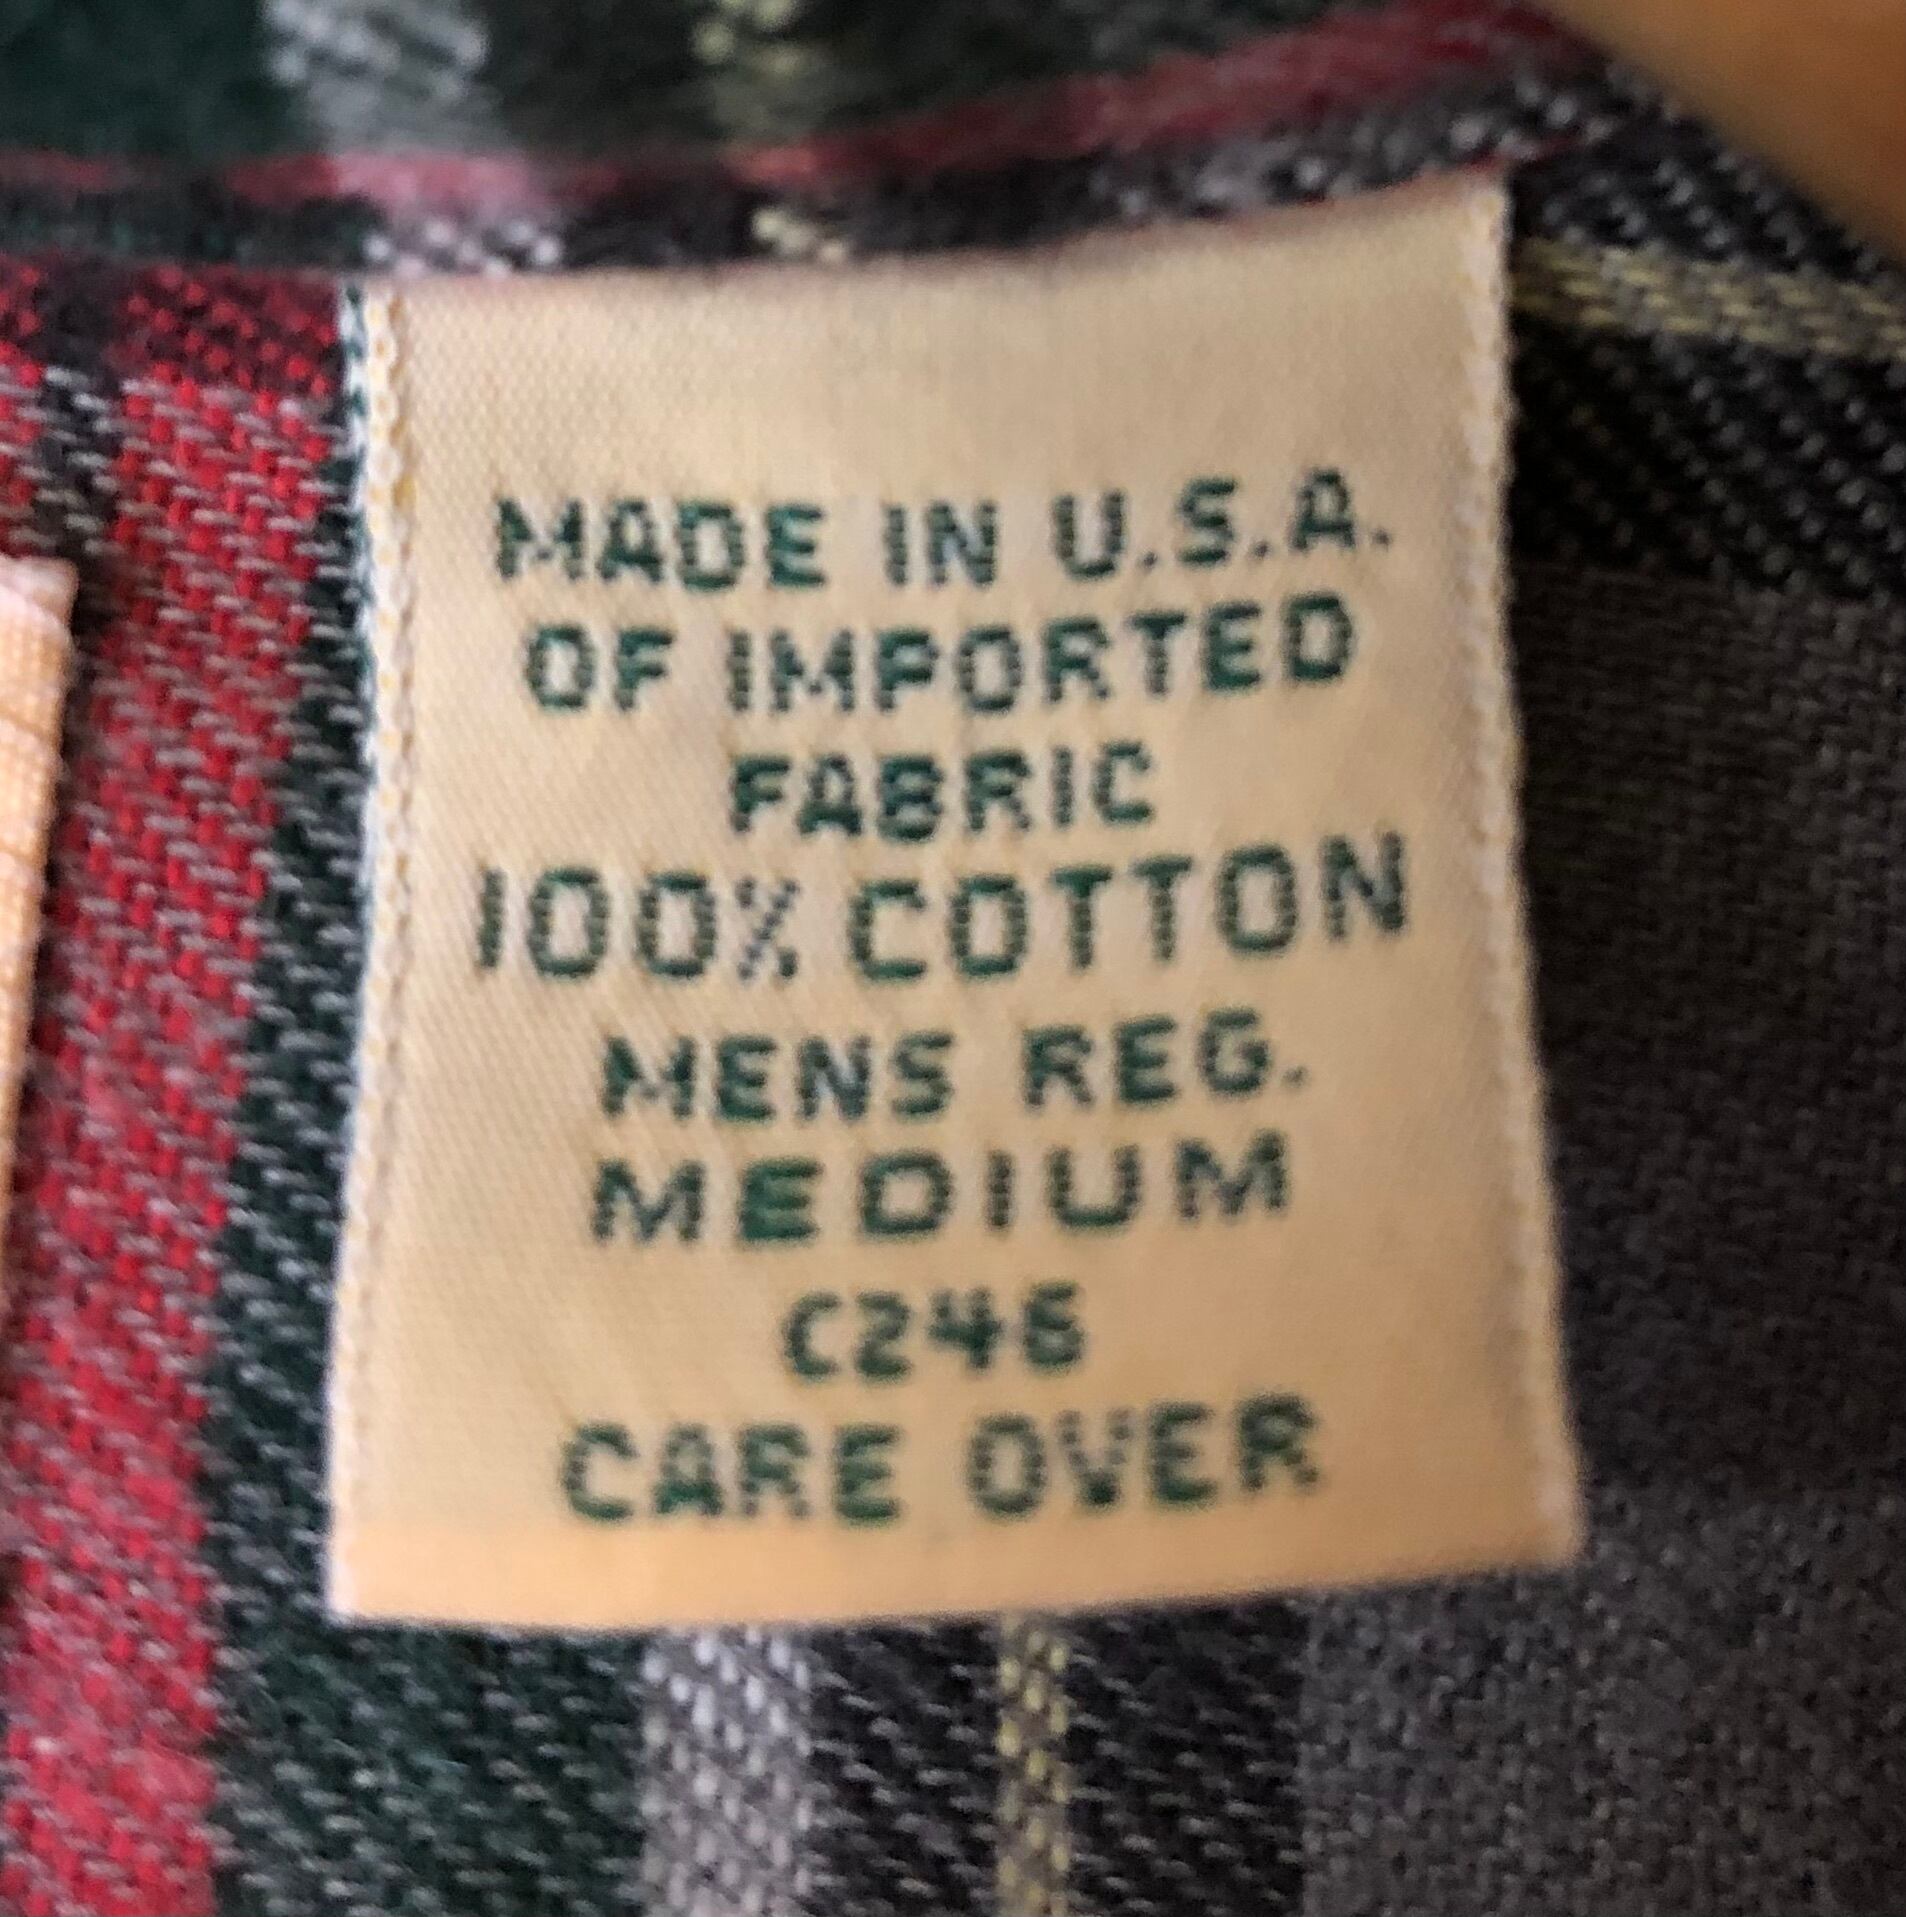 MADE IN U.S.A.
OF IMPORTED
FABRIC
100% COTTON
MENS REG.
MEDIUM
C246
CARE OVER